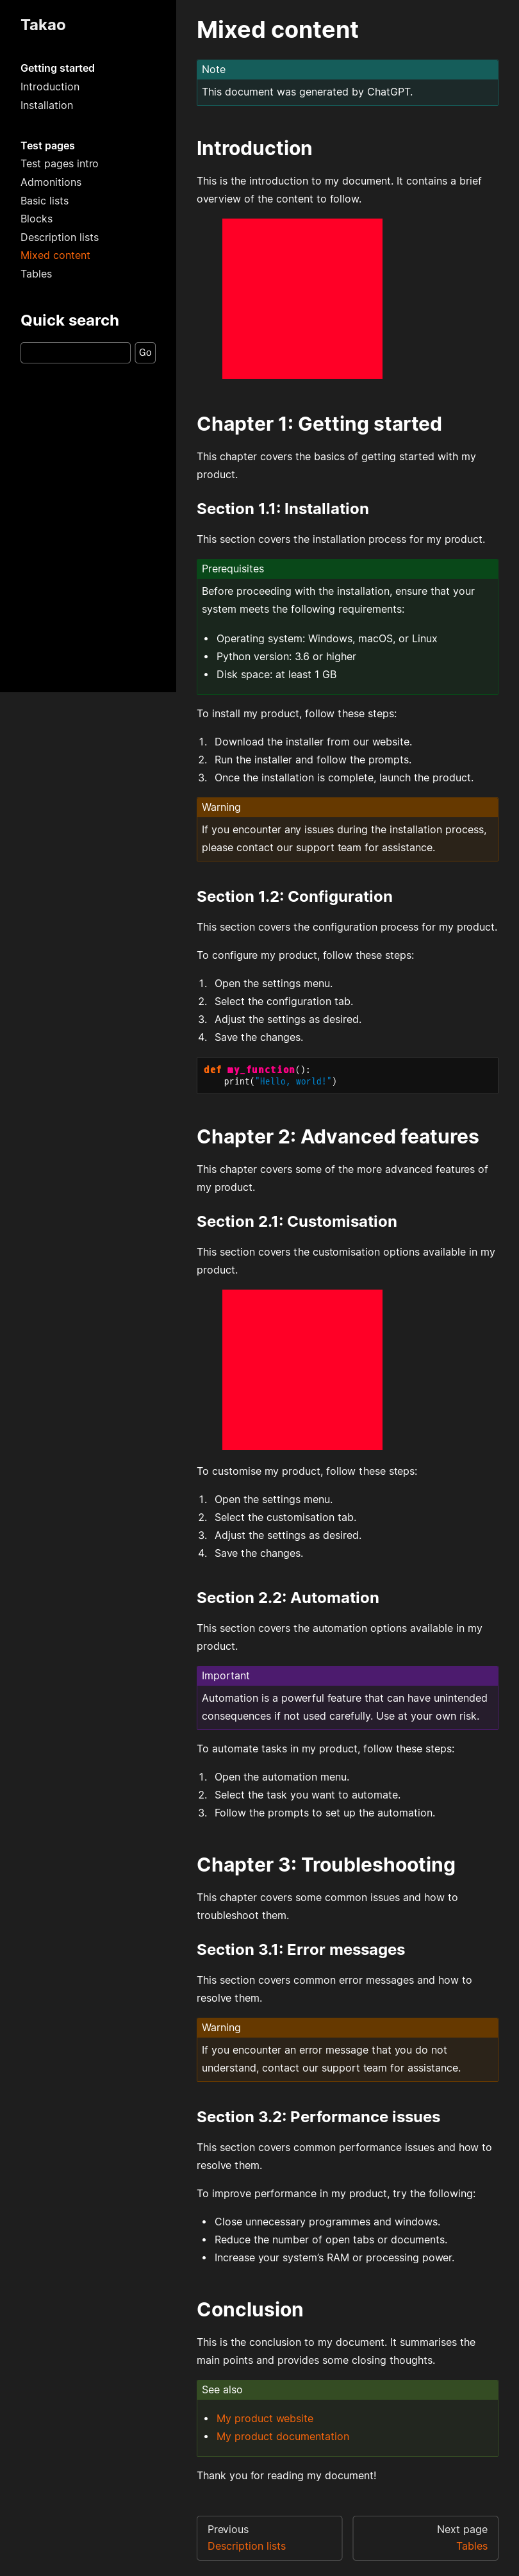 Takao
Getting started
Introduction
Installation
Test pages
Test pages intro
Admonitions
Basic lists
Blocks
Description lists
Mixed content
Tables
Quick search
Go
Mixed content
Note
This document was generated by ChatGPT.
Introduction
This is the introduction to my document. It contains a brief
overview of the content to follow.
Chapter 1: Getting started
This chapter covers the basics of getting started with my
product.
Section 1.1: Installation
This section covers the installation process for my product.
Prerequisites
Before proceeding with the installation, ensure that your
system meets the following requirements:
• Operating system: Windows, macOS, or Linux
• Python version: 3.6 or higher
• Disk space: at least 1 GB
To install my product, follow these steps:
1. Download the installer from our website.
2. Run the installer and follow the prompts.
3. Once the installation is complete, launch the product.
Warning
If you encounter any issues during the installation process,
please contact our support team for assistance.
Section 1.2: Configuration
This section covers the configuration process for my product.
To configure my product, follow these steps:
1. Open the settings menu.
2. Select the configuration tab.
3. Adjust the settings as desired.
4. Save the changes.
def my_function():
    print("Hello, world!")
Chapter 2: Advanced features
This chapter covers some of the more advanced features of
my product.
Section 2.1: Customisation
This section covers the customisation options available in my
product.
To customise my product, follow these steps:
1. Open the settings menu.
2. Select the customisation tab.
3. Adjust the settings as desired.
4. Save the changes.
Section 2.2: Automation
This section covers the automation options available in my
product.
Important
Automation is a powerful feature that can have unintended
consequences if not used carefully. Use at your own risk.
To automate tasks in my product, follow these steps:
1. Open the automation menu.
2. Select the task you want to automate.
3. Follow the prompts to set up the automation.
Chapter 3: Troubleshooting
This chapter covers some common issues and how to
troubleshoot them.
Section 3.1: Error messages
This section covers common error messages and how to
resolve them.
Warning
If you encounter an error message that you do not
understand, contact our support team for assistance.
Section 3.2: Performance issues
This section covers common performance issues and how to
resolve them.
To improve performance in my product, try the following:
• Close unnecessary programmes and windows.
• Reduce the number of open tabs or documents.
• Increase your system’s RAM or processing power.
Conclusion
This is the conclusion to my document. It summarises the
main points and provides some closing thoughts.
See also
• My product website
• My product documentation
Thank you for reading my document!
Previous
Description lists
Next page
Tables